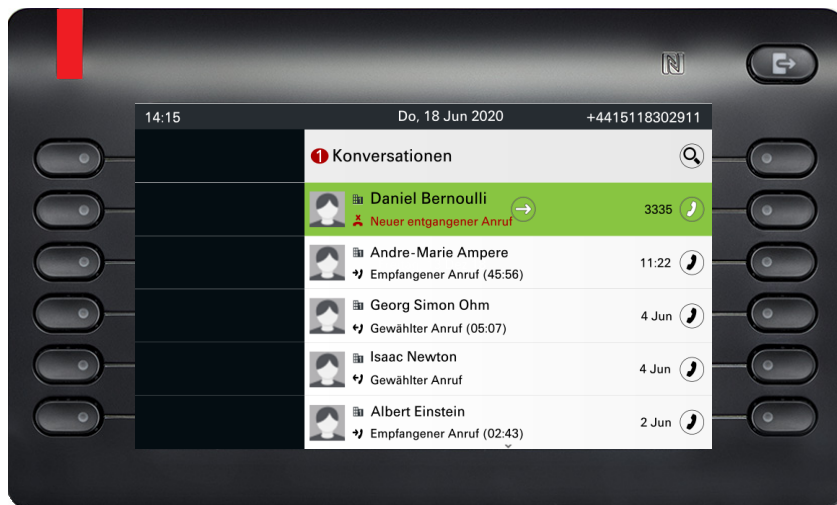 14:15 Do, 18 Jun 2020 +4415118302911
1 Konversationen
Daniel Bernoulli
Neuer entgangener Anruf 3335
Andre-Marie Ampere
Empfangener Anruf (45:56) 11:22
Georg Simon Ohm
Gewählter Anruf (05:07) 4 Jun
Isaac Newton
Gewählter Anruf 4 Jun
Albert Einstein
Empfangener Anruf (02:43) 2 Jun